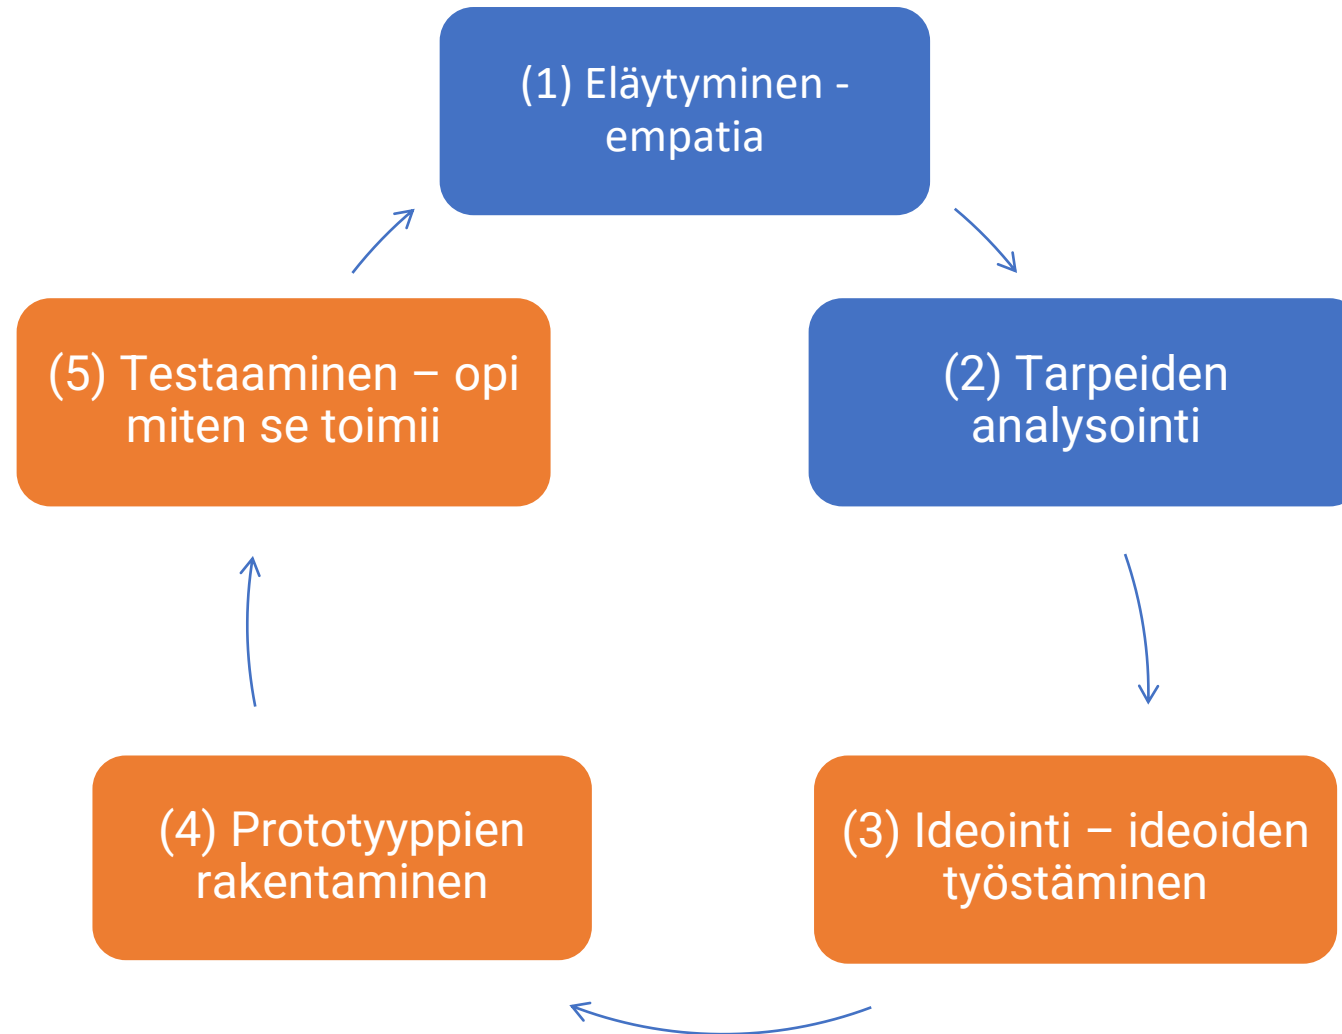 (1) Eläytyminen -
empatia
(2) Tarpeiden
analysointi
(3) Ideointi – ideoiden
työstäminen
(4) Prototyyppien
rakentaminen
(5) Testaaminen – opi
miten se toimii